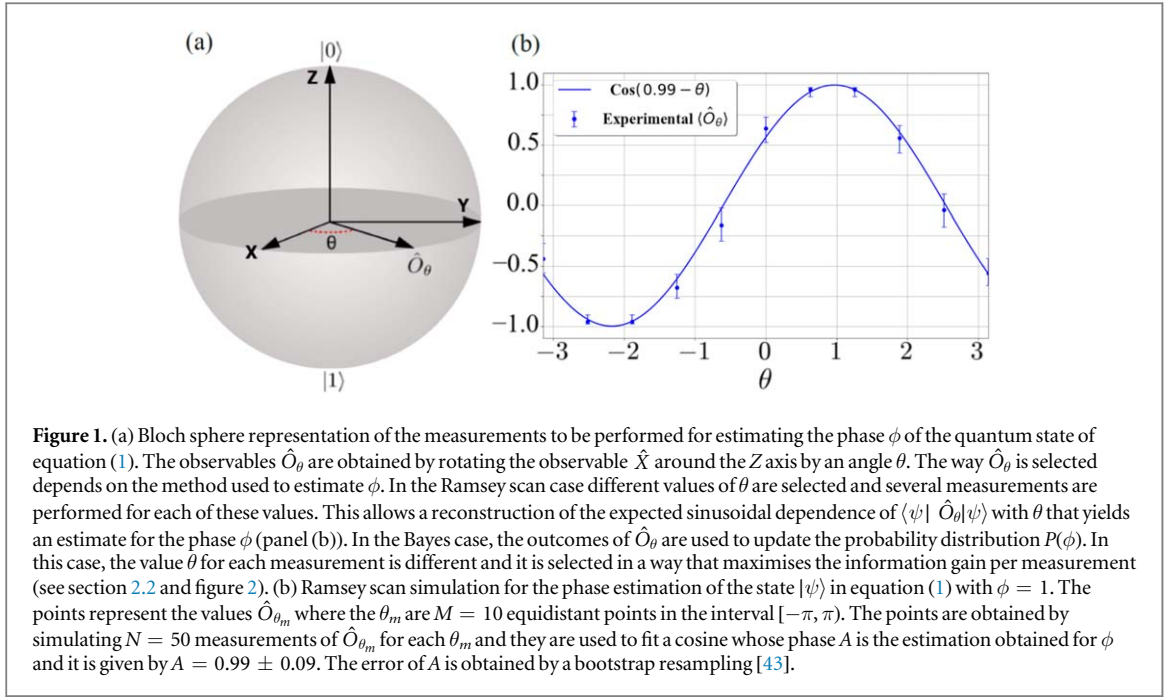 (a)
|0⟩
Z
Y
X
θ
Ô_θ
|1⟩
(b)
Cos(0.99 − θ)
Experimental ⟨Ô_θ⟩
1.0
0.5
0.0
−0.5
−1.0
−3 −2 −1 0 1 2 3
θ
Figure 1. (a) Bloch sphere representation of the measurements to be performed for estimating the phase ϕ of the quantum state of
equation (1). The observables Ô_θ are obtained by rotating the observable X̂ around the Z axis by an angle θ. The way Ô_θ is selected
depends on the method used to estimate ϕ. In the Ramsey scan case different values of θ are selected and several measurements are
performed for each of these values. This allows a reconstruction of the expected sinusoidal dependence of ⟨ψ| Ô_θ|ψ⟩ with θ that yields
an estimate for the phase ϕ (panel (b)). In the Bayes case, the outcomes of Ô_θ are used to update the probability distribution P(ϕ). In
this case, the value θ for each measurement is different and it is selected in a way that maximises the information gain per measurement
(see section 2.2 and figure 2). (b) Ramsey scan simulation for the phase estimation of the state |ψ⟩ in equation (1) with ϕ = 1. The
points represent the values Ô_θ_m where the θ_m are M = 10 equidistant points in the interval [−π, π). The points are obtained by
simulating N = 50 measurements of Ô_θ_m for each θ_m and they are used to fit a cosine whose phase A is the estimation obtained for ϕ
and it is given by A = 0.99 ± 0.09. The error of A is obtained by a bootstrap resampling [43].